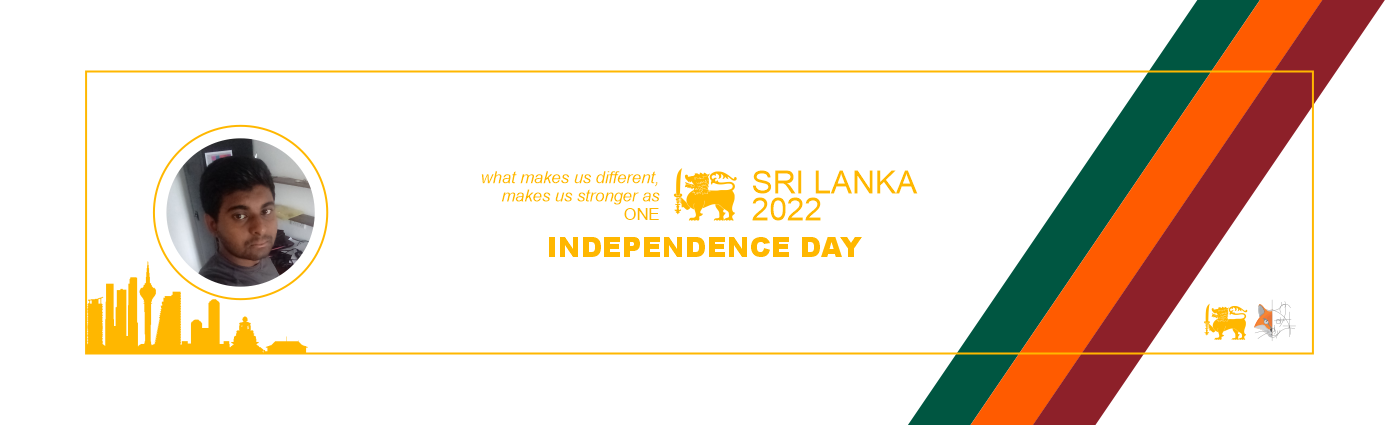 what makes us different,
makes us stronger as
ONE
SRI LANKA
2022
INDEPENDENCE DAY